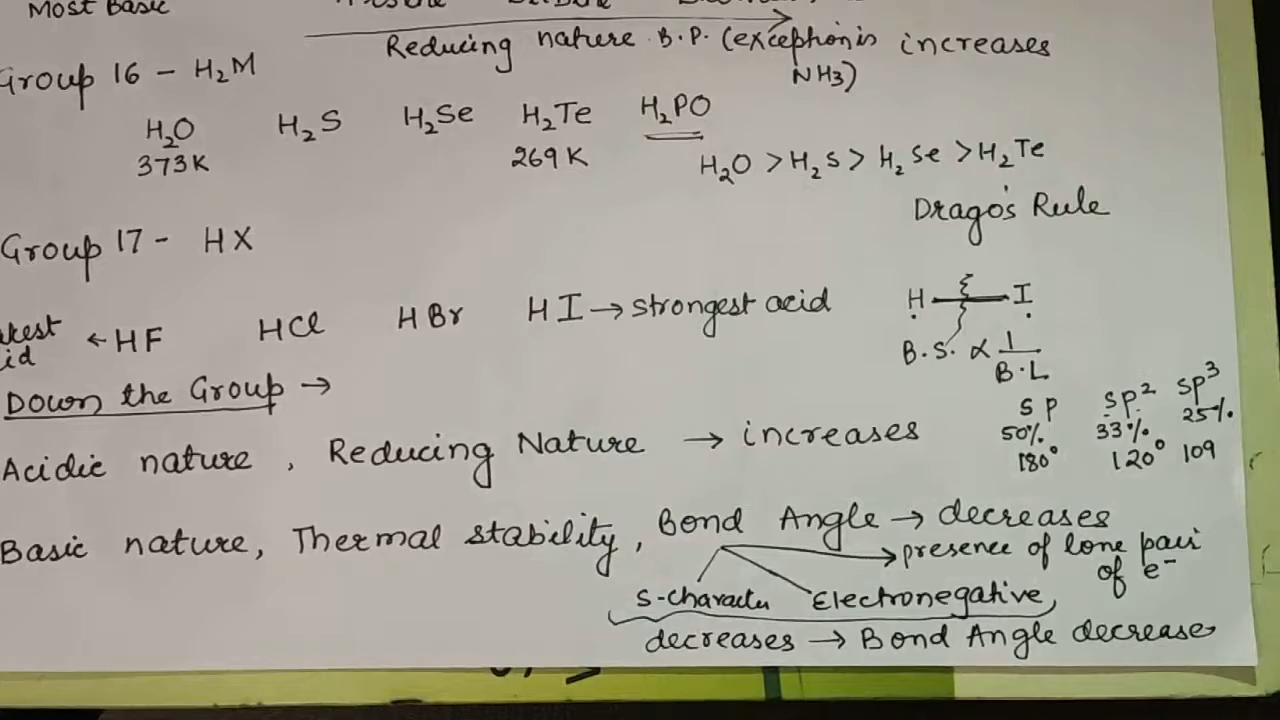 Most Basic
Reducing nature B.P. (exception is increases
NH3)
Group 16 - H₂M
H₂O H₂S H₂Se H₂Te H₂PO
373K 269K
H₂O > H₂S > H₂Se > H₂Te
Drago's Rule
Group 17 - HX
H — I
← HF HCl HBr HI → strongest acid
B.S. ∝ 1/B.L
Down the Group →
SP SP² SP³
50% 33% 25%
180° 120° 109
Acidic nature, Reducing Nature → increases
Basic nature, Thermal stability, Bond Angle → decreases
presence of lone pair
of e⁻
s-character Electronegative,
decreases → Bond Angle decreases